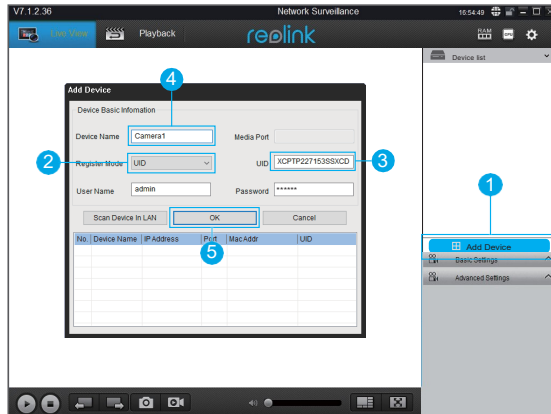 V7.1.2.36 Network Surveillance 16:54:49
Live View Playback reolink RAM CPU
Device list
4
Add Device
Device Basic Infomation
Device Name Camera1 Media Port
2 Register Mode UID UID XCPTP227153SSXCD 3
User Name admin Password ******
1
Scan Device In LAN OK Cancel
No. Device Name IP Address Port Mac Addr UID
5
Add Device
Basic Settings
Advanced Settings